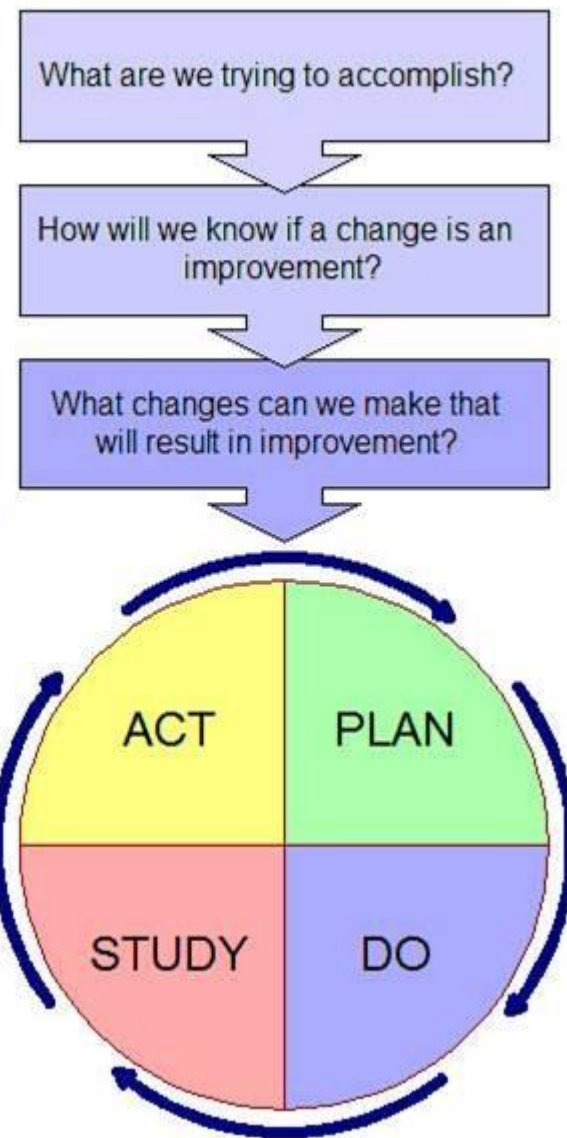 What are we trying to accomplish?
How will we know if a change is an
improvement?
What changes can we make that
will result in improvement?
ACT
PLAN
STUDY
DO